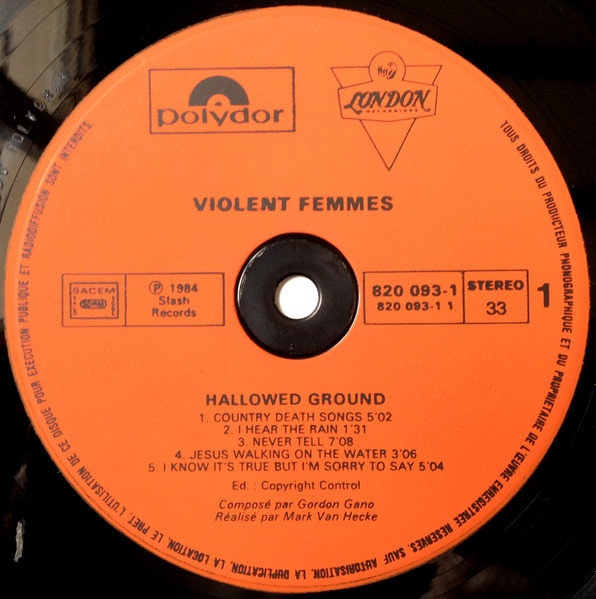 polydor
LONDON
RECORDINGS
VIOLENT FEMMES
SACEM
Ⓟ 1984
Slash
Records
820 093-1
820 093-1 1
STEREO
33
1
HALLOWED GROUND
1. COUNTRY DEATH SONGS 5'02
2. I HEAR THE RAIN 1'31
3. NEVER TELL 7'08
4. JESUS WALKING ON THE WATER 3'06
5. I KNOW IT'S TRUE BUT I'M SORRY TO SAY 5'04
Ed. : Copyright Control
Composé par Gordon Gano
Réalisé par Mark Van Hecke
TOUS DROITS DU PRODUCTEUR PHONOGRAPHIQUE ET DU PROPRIETAIRE DE L'ŒUVRE ENREGISTREE RESERVES. SAUF AUTORISATION, LA DUPLICATION, LA LOCATION, LE PRET, L'UTILISATION DE CE DISQUE POUR EXECUTION PUBLIQUE ET RADIODIFFUSION SONT INTERDITS.